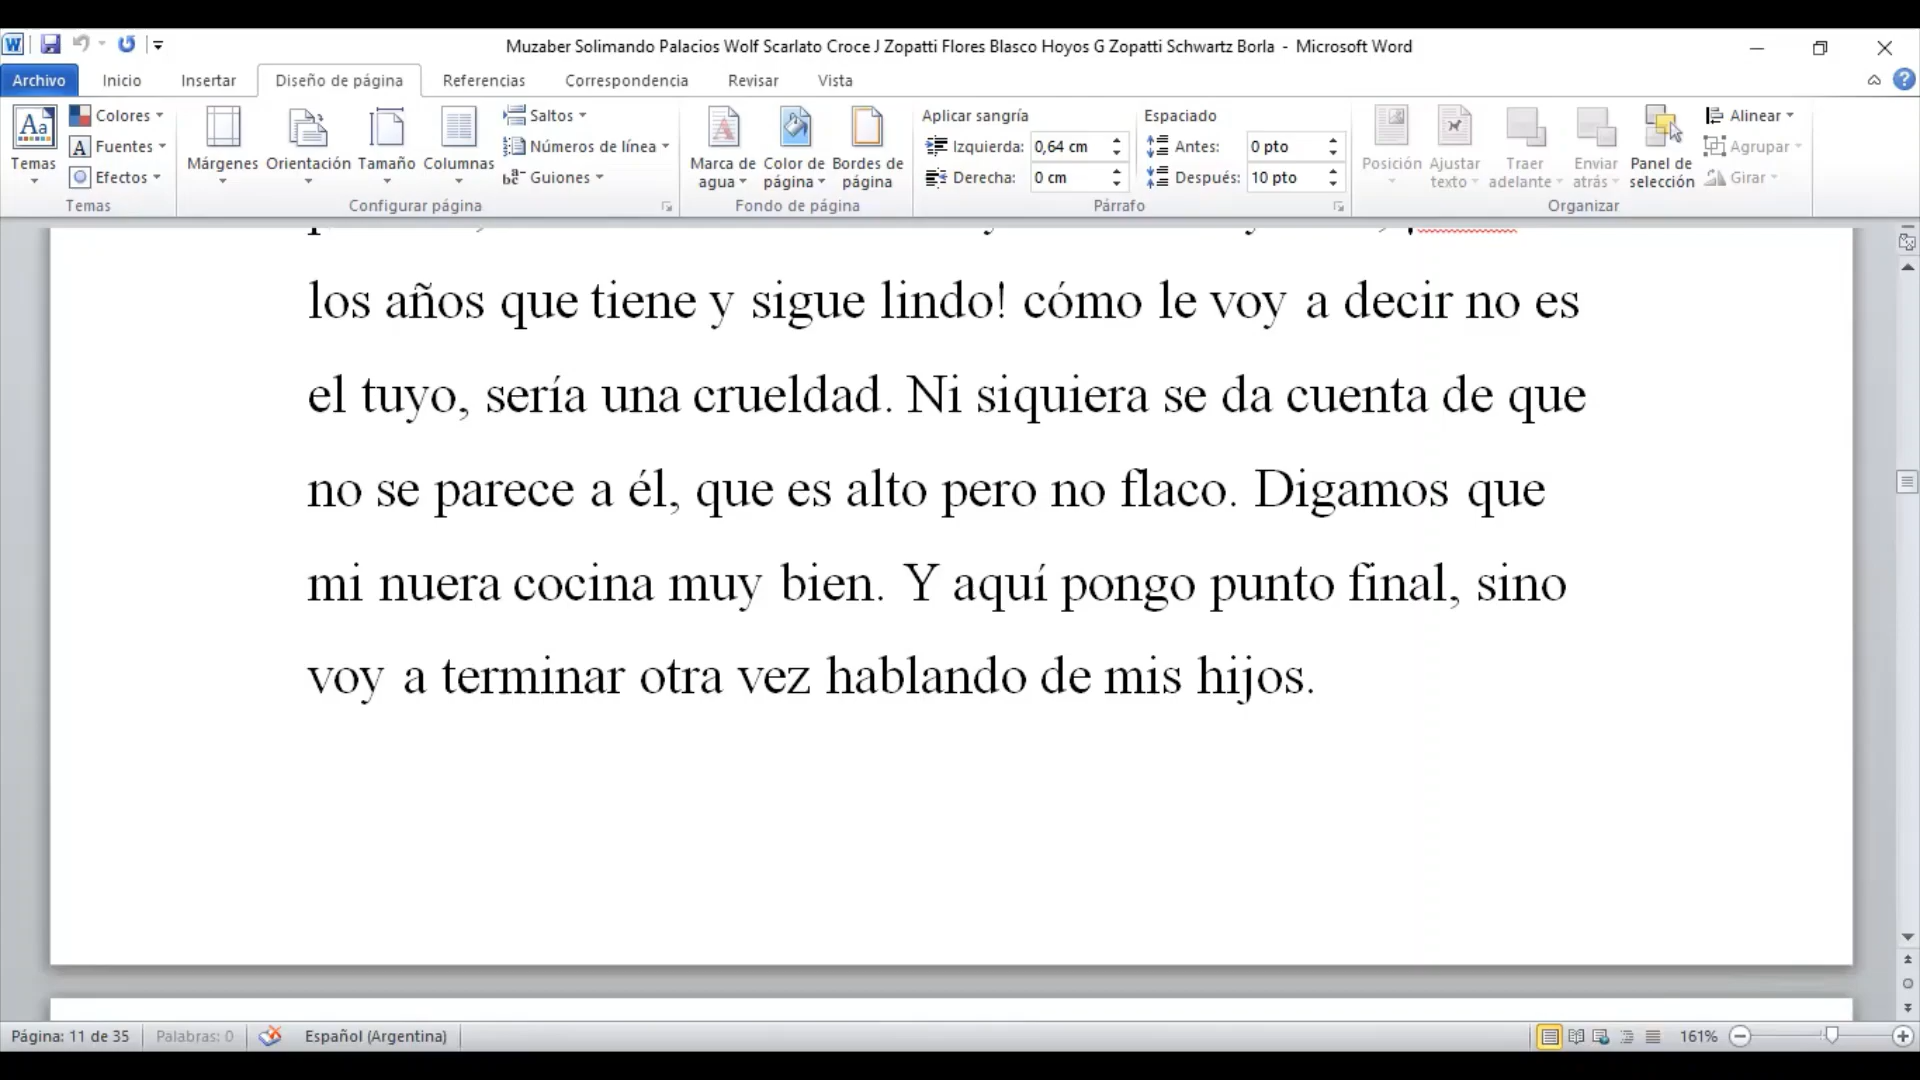 Muzaber Solimando Palacios Wolf Scarlato Croce J Zopatti Flores Blasco Hoyos G Zopatti Schwartz Borla - Microsoft Word
Archivo Inicio Insertar Diseño de página Referencias Correspondencia Revisar Vista
Temas
Colores
Fuentes
Efectos
Temas
Márgenes Orientación Tamaño Columnas
Saltos
Números de línea
Guiones
Configurar página
Marca de agua
Color de página
Bordes de página
Fondo de página
Aplicar sangría
Izquierda: 0,64 cm
Derecha: 0 cm
Espaciado
Antes: 0 pto
Después: 10 pto
Párrafo
Posición
Ajustar texto
Traer adelante
Enviar atrás
Panel de selección
Alinear
Agrupar
Girar
Organizar
los años que tiene y sigue lindo! cómo le voy a decir no es
el tuyo, sería una crueldad. Ni siquiera se da cuenta de que
no se parece a él, que es alto pero no flaco. Digamos que
mi nuera cocina muy bien. Y aquí pongo punto final, sino
voy a terminar otra vez hablando de mis hijos.
Página: 11 de 35 Palabras: 0 Español (Argentina) 161%